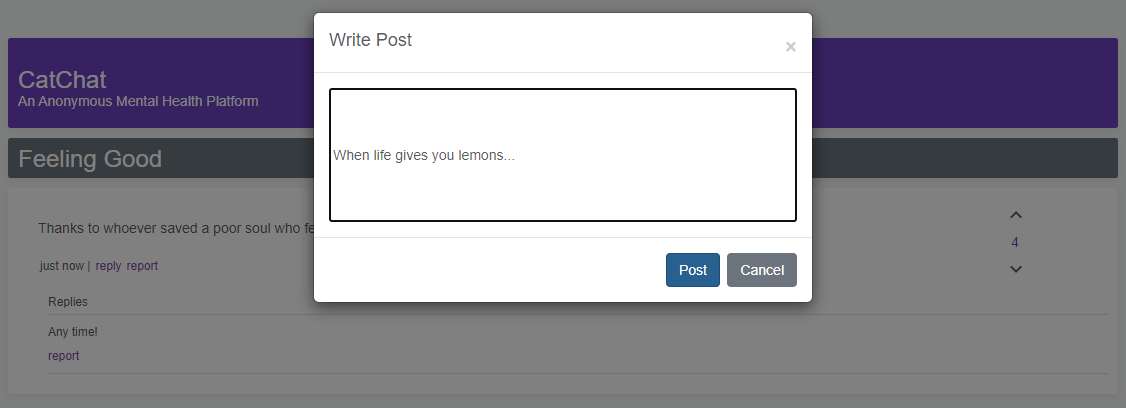 Write Post
×
CatChat
An Anonymous Mental Health Platform
Feeling Good
When life gives you lemons...
Thanks to whoever saved a poor soul who
4
just now | reply report
Post Cancel
Replies
Any time!
report